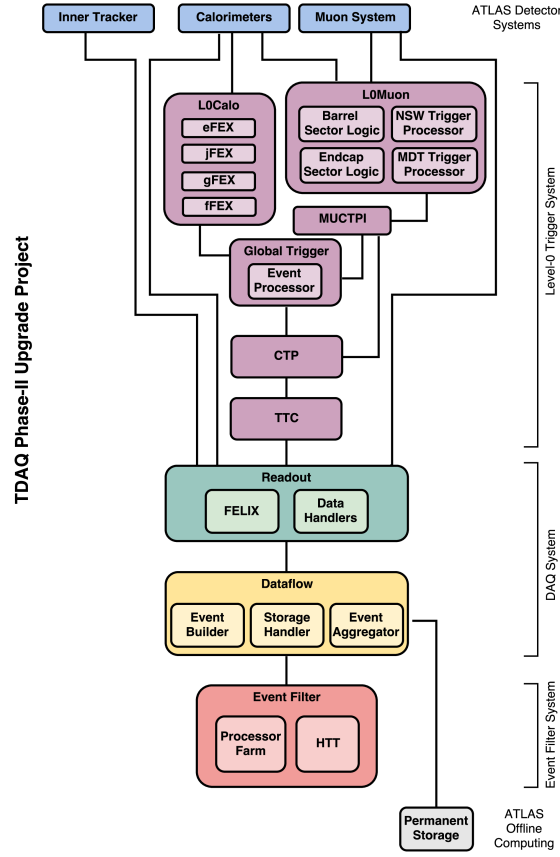 Inner Tracker
Calorimeters
Muon System
ATLAS Detector
Systems
L0Calo
eFEX
jFEX
gFEX
fFEX
L0Muon
Barrel
Sector Logic
NSW Trigger
Processor
Endcap
Sector Logic
MDT Trigger
Processor
MUCTPI
Global Trigger
Event
Processor
CTP
TTC
Level-0 Trigger System
TDAQ Phase-II Upgrade Project
Readout
FELIX
Data
Handlers
DAQ System
Dataflow
Event
Builder
Storage
Handler
Event
Aggregator
Event Filter
Processor
Farm
HTT
Event Filter System
Permanent
Storage
ATLAS
Offline
Computing